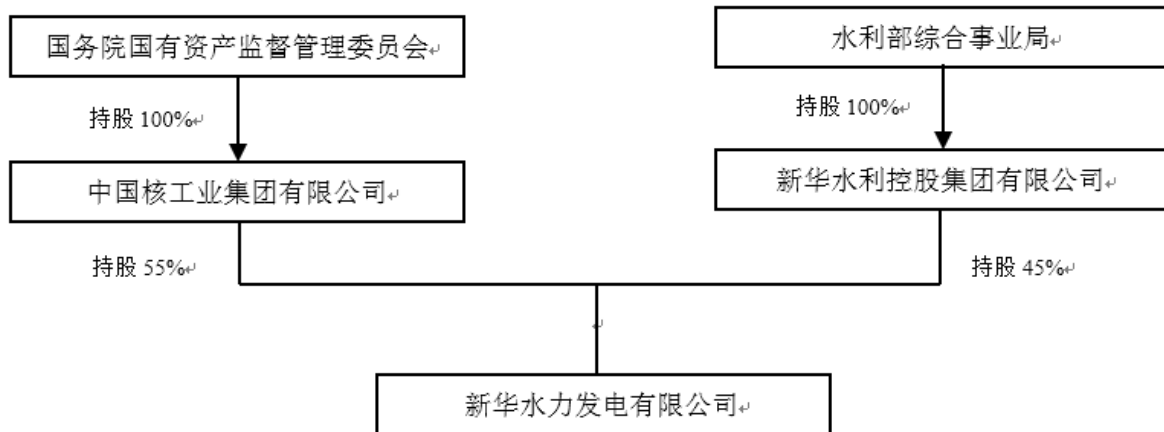 国务院国有资产监督管理委员会
水利部综合事业局
持股 100%
持股 100%
中国核工业集团有限公司
新华水利控股集团有限公司
持股 55%
持股 45%
新华水力发电有限公司